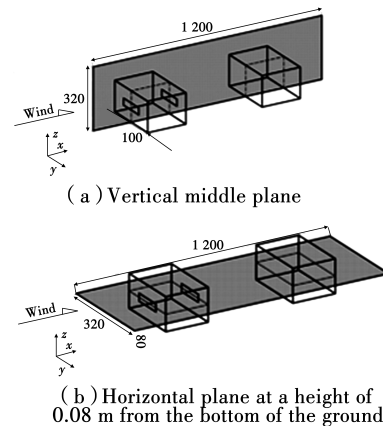 1 200
320
Wind
100
z
x
y
( a ) Vertical middle plane
1 200
Wind
320
80
z
x
y
( b ) Horizontal plane at a height of
0.08 m from the bottom of the ground